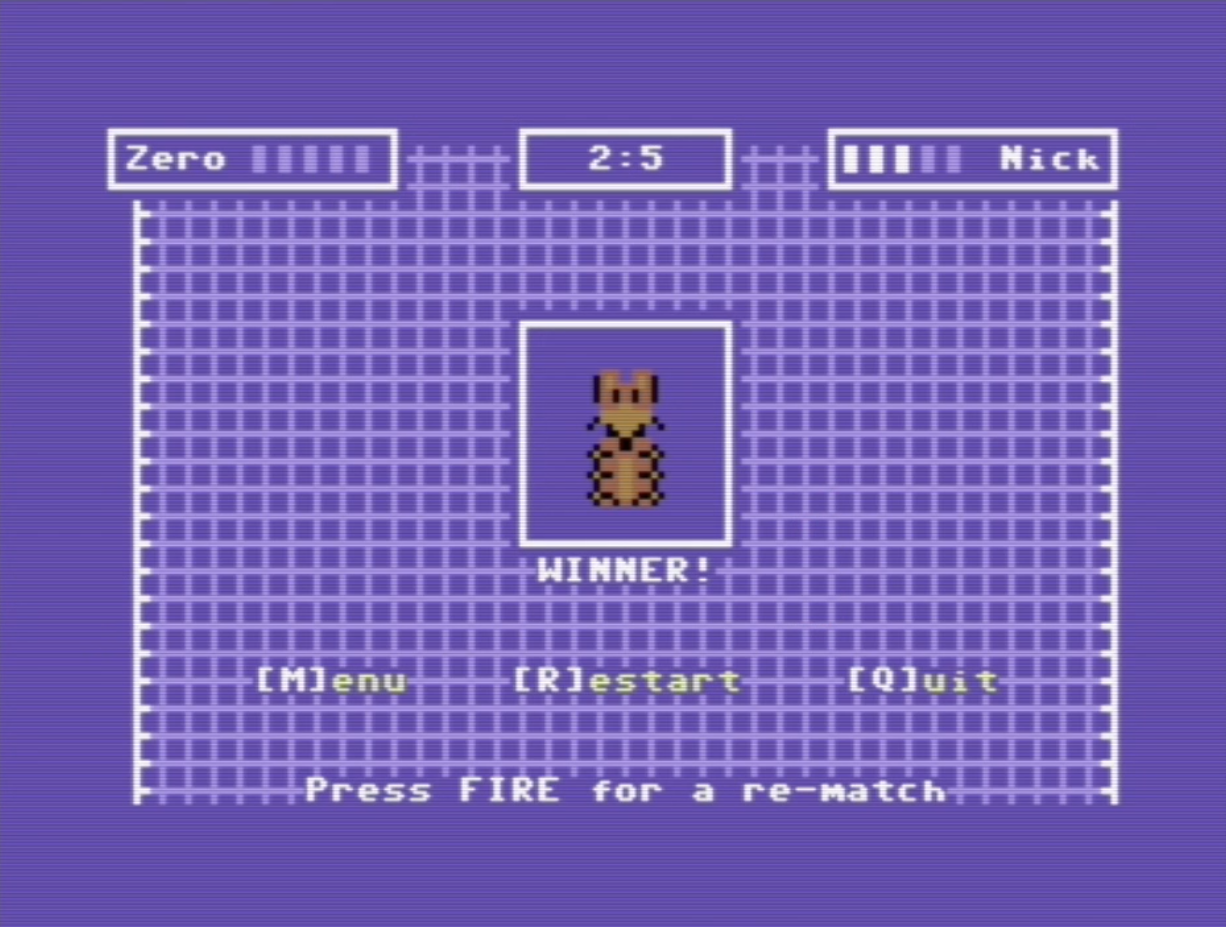 Zero 2:5 Nick
WINNER!
[M]enu [R]estart [Q]uit
Press FIRE for a re-match